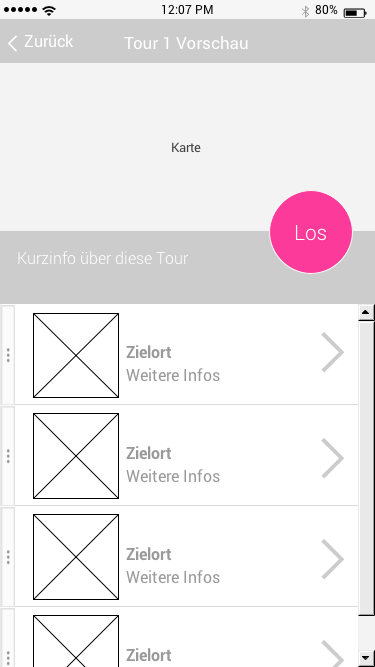 12:07 PM
80%
Zurück
Tour 1 Vorschau
Karte
Los
Kurzinfo über diese Tour
Zielort
Weitere Infos
Zielort
Weitere Infos
Zielort
Weitere Infos
Zielort